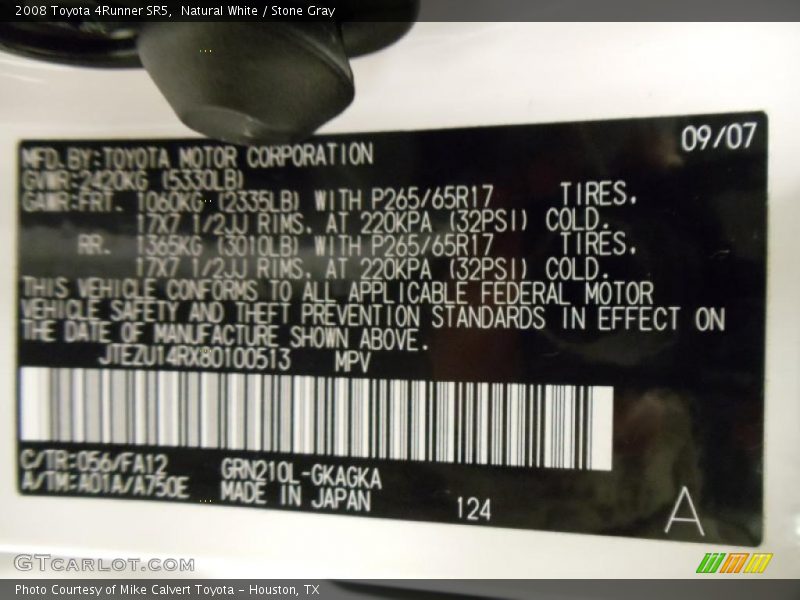 2008 Toyota 4Runner SR5,  Natural White / Stone Gray
09/07
MFD.BY:TOYOTA MOTOR CORPORATION
GVWR:2420KG (5330LB)
GAWR:FRT. 1060KG (2335LB) WITH P265/65R17 TIRES.
17X7 1/2JJ RIMS. AT 220KPA (32PSI) COLD.
RR. 1365KG (3010LB) WITH P265/65R17 TIRES.
17X7 1/2JJ RIMS. AT 220KPA (32PSI) COLD.
THIS VEHICLE CONFORMS TO ALL APPLICABLE FEDERAL MOTOR
VEHICLE SAFETY AND THEFT PREVENTION STANDARDS IN EFFECT ON
THE DATE OF MANUFACTURE SHOWN ABOVE.
JTEZU14RX80100513 MPV
C/TR:056/FA12 GRN210L-GKAGKA
A/TM:A01A/A750E MADE IN JAPAN 124 A
GTCARLOT.COM
Photo Courtesy of Mike Calvert Toyota - Houston, TX